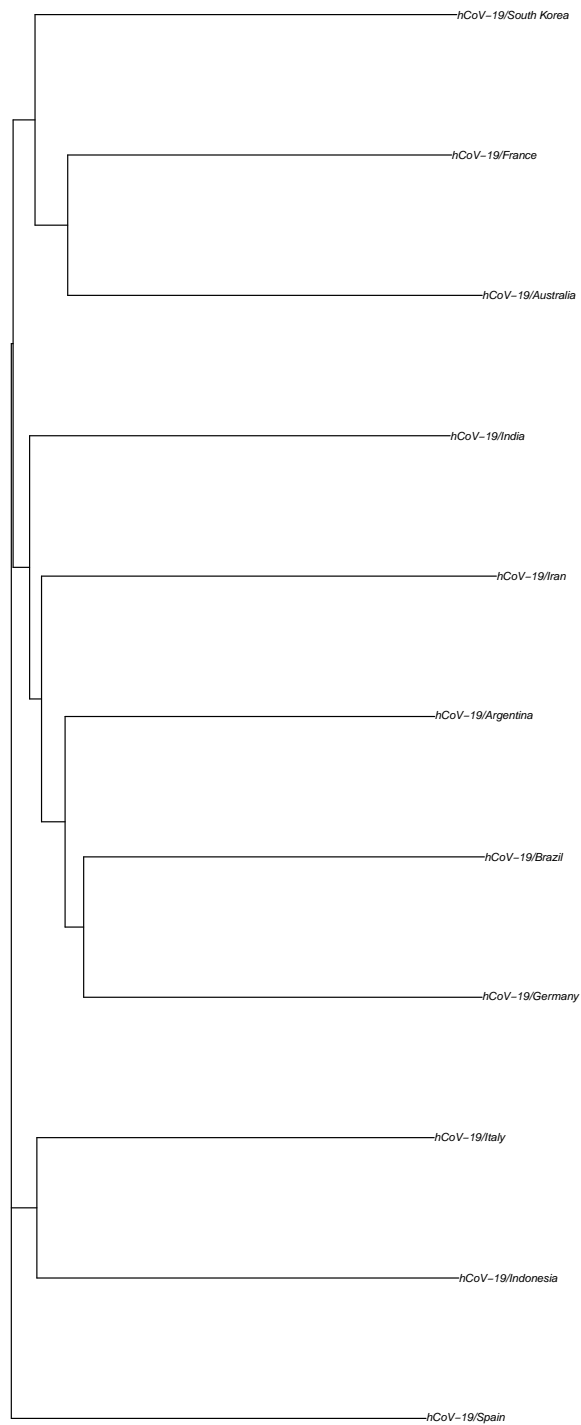 hCoV−19/South Korea
hCoV−19/France
hCoV−19/Australia
hCoV−19/India
hCoV−19/Iran
hCoV−19/Argentina
hCoV−19/Brazil
hCoV−19/Germany
hCoV−19/Italy
hCoV−19/Indonesia
hCoV−19/Spain